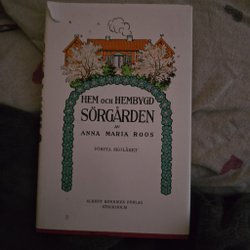 HEM OCH HEMBYGD
SÖRGÅRDEN
AV
ANNA MARIA ROOS
FÖRSTA SKOLÅRET
ALBERT BONNIERS FÖRLAG
STOCKHOLM